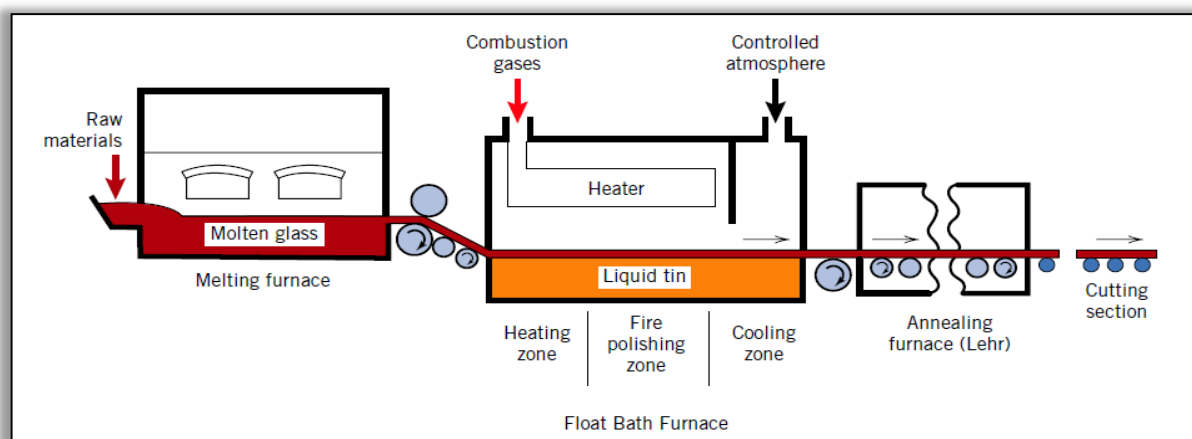 Combustion
gases
Controlled
atmosphere
Raw
materials
Heater
Molten glass
Melting furnace
Liquid tin
Heating
zone
Fire
polishing
zone
Cooling
zone
Annealing
furnace (Lehr)
Cutting
section
Float Bath Furnace